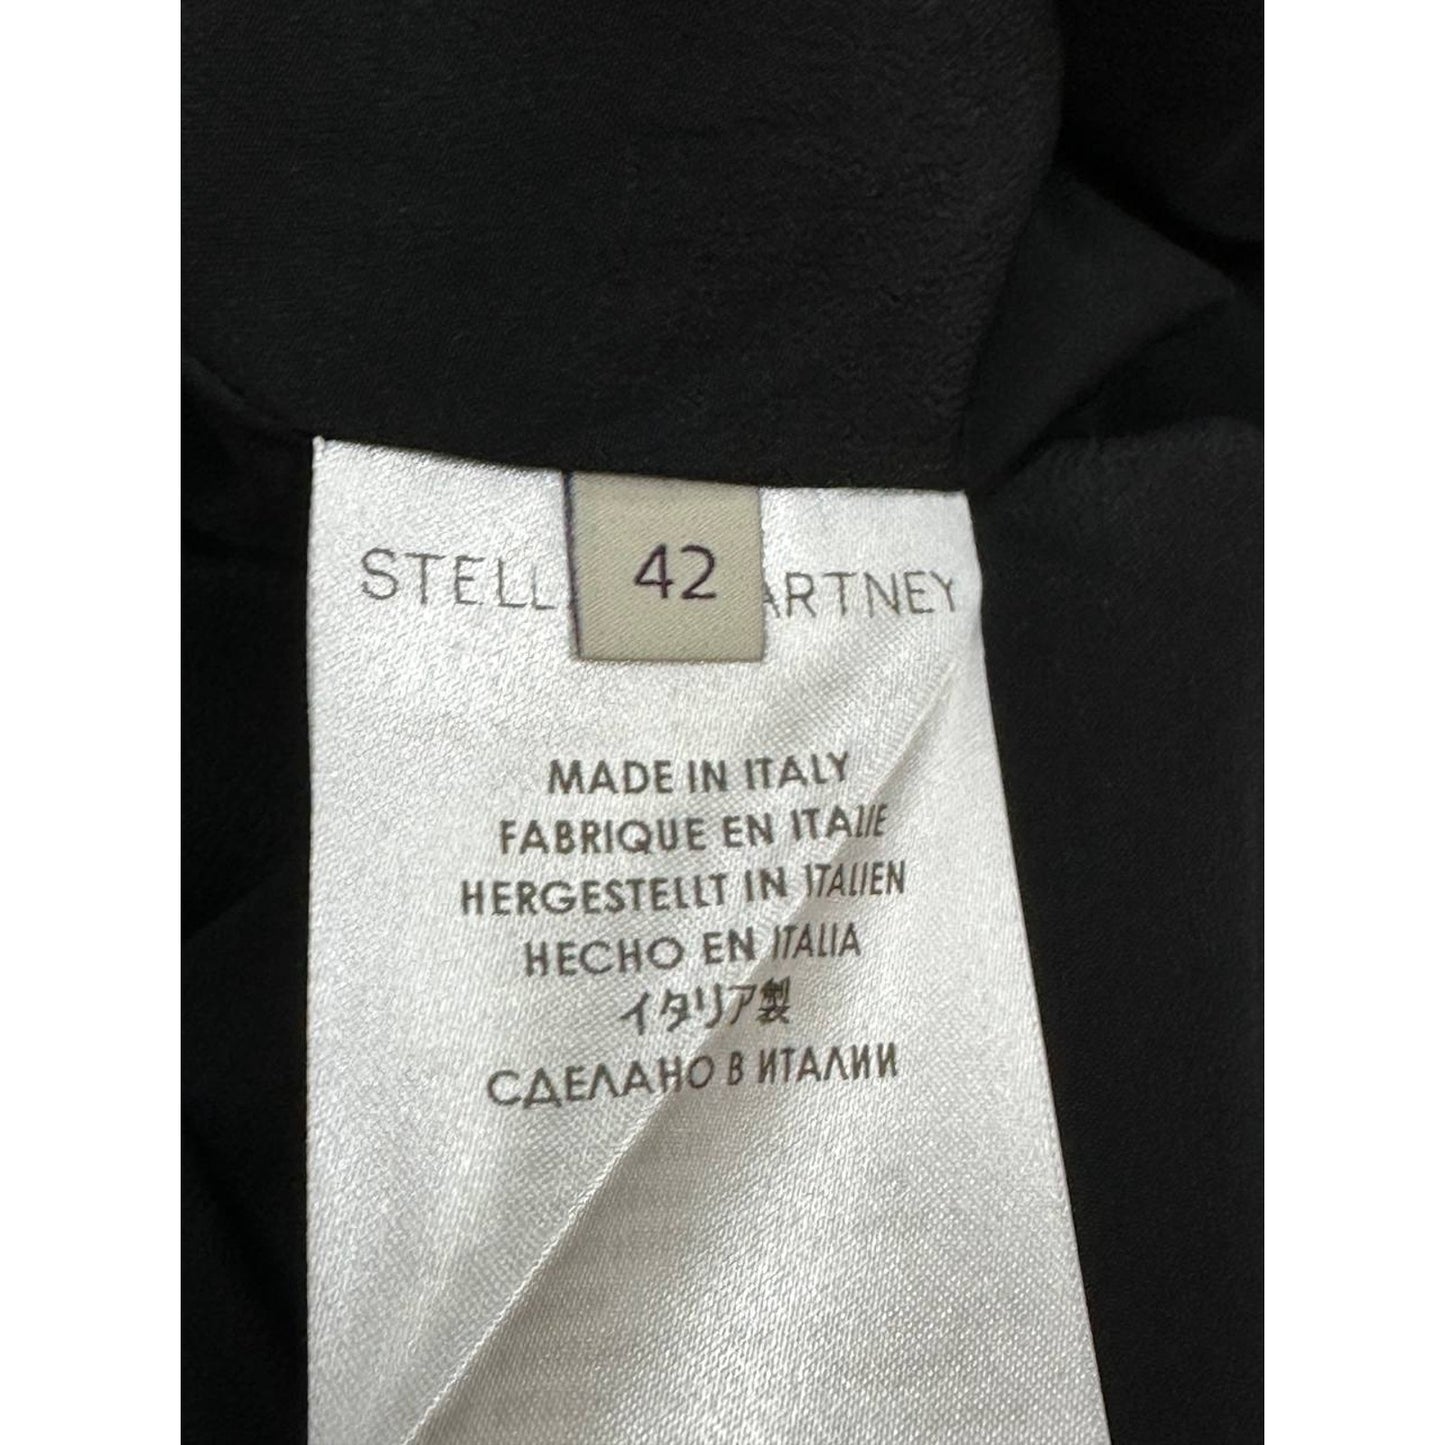 STELL 42 ARTNEY
MADE IN ITALY
FABRIQUE EN ITALIE
HERGESTELLT IN ITALIEN
HECHO EN ITALIA
イタリア製
СДЕЛАНО В ИТАЛИИ